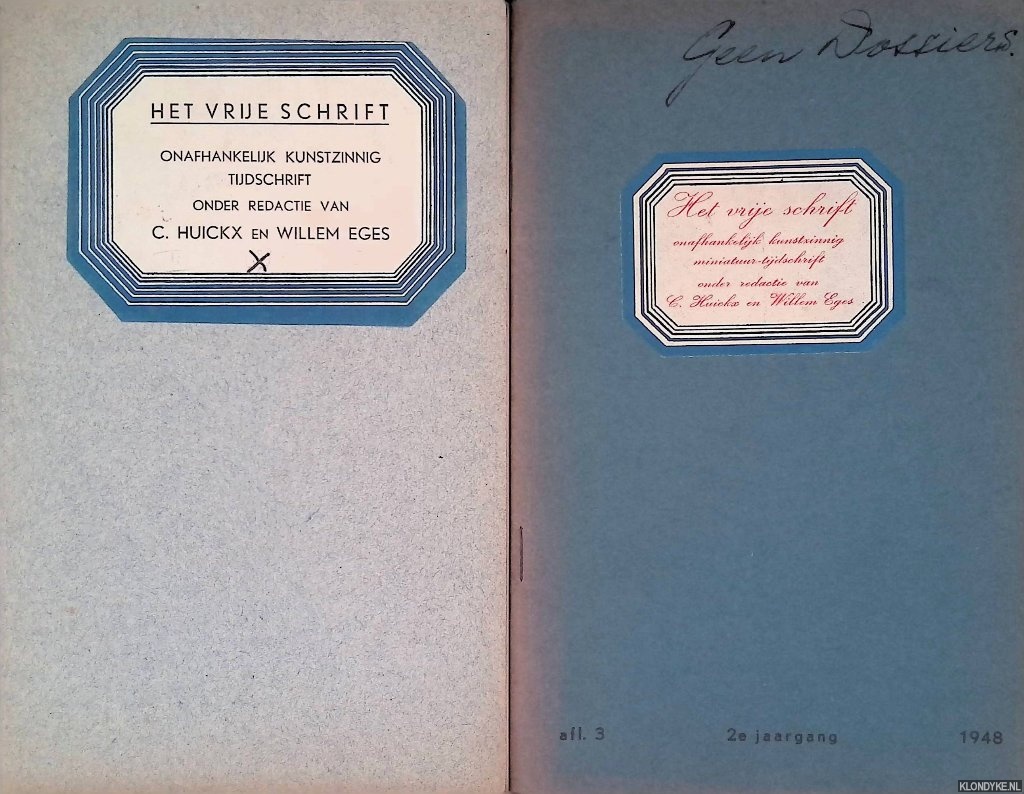 HET VRIJE SCHRIFT
ONAFHANKELIJK KUNSTZINNIG
TIJDSCHRIFT
ONDER REDACTIE VAN
C. HUICKX EN WILLEM EGES
X
Geen Dossiers.
Het vrije schrift
onafhankelijk kunstzinnig
miniatuur-tijdschrift
onder redactie van
C. Huickx en Willem Eges
afl. 3 2e jaargang 1948
KLONDYKE.NL